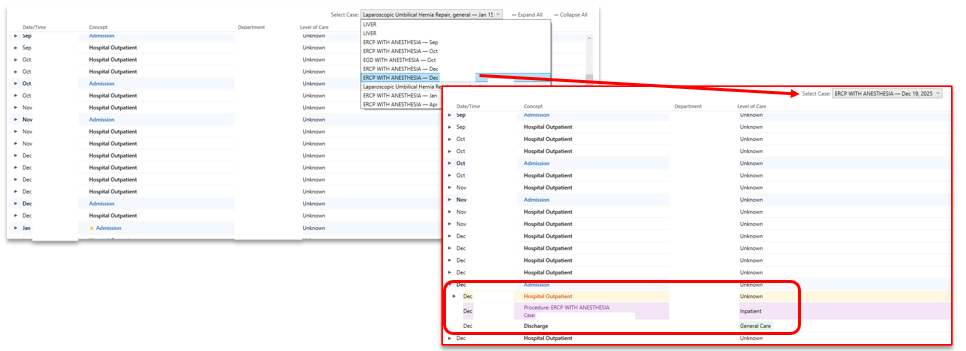 Select Case: Laparoscopic Umbilical Hernia Repair, general — Jan 15 Expand All Collapse All
Date/Time Concept Department Level of Care
Sep Admission Unknown
Sep Hospital Outpatient Unknown
Oct Hospital Outpatient Unknown
Oct Hospital Outpatient Unknown
Oct Admission Unknown
Oct Hospital Outpatient Unknown
Nov Hospital Outpatient Unknown
Nov Admission Unknown
Nov Hospital Outpatient Unknown
Nov Hospital Outpatient Unknown
Dec Hospital Outpatient Unknown
Dec Hospital Outpatient Unknown
Dec Hospital Outpatient Unknown
Dec Hospital Outpatient Unknown
Dec Admission Unknown
Dec Hospital Outpatient Unknown
Jan Admission Unknown
LIVER
LIVER
ERCP WITH ANESTHESIA — Sep
ERCP WITH ANESTHESIA — Oct
EGD WITH ANESTHESIA — Oct
ERCP WITH ANESTHESIA — Dec
ERCP WITH ANESTHESIA — Dec
Laparoscopic Umbilical Hernia Rep
ERCP WITH ANESTHESIA — Jan
ERCP WITH ANESTHESIA — Apr
Select Case: ERCP WITH ANESTHESIA — Dec 19, 2025
Date/Time Concept Department Level of Care
Sep Admission Unknown
Sep Hospital Outpatient Unknown
Oct Hospital Outpatient Unknown
Oct Hospital Outpatient Unknown
Oct Admission Unknown
Oct Hospital Outpatient Unknown
Nov Hospital Outpatient Unknown
Nov Admission Unknown
Nov Hospital Outpatient Unknown
Nov Hospital Outpatient Unknown
Dec Hospital Outpatient Unknown
Dec Hospital Outpatient Unknown
Dec Hospital Outpatient Unknown
Dec Hospital Outpatient Unknown
Dec Admission Unknown
Dec Hospital Outpatient Unknown
Dec Procedure: ERCP WITH ANESTHESIA Inpatient
Case:
Dec Discharge General Care
Dec Hospital Outpatient Unknown